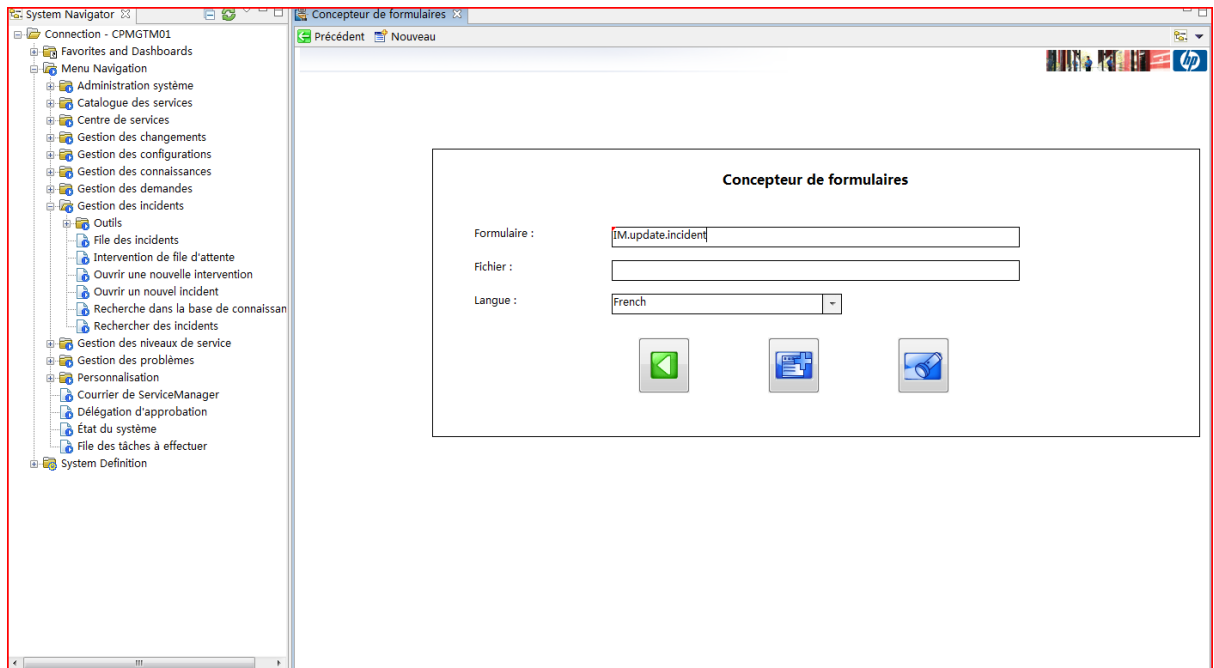 System Navigator
Connection - CPMGTM01
Favorites and Dashboards
Menu Navigation
Administration système
Catalogue des services
Centre de services
Gestion des changements
Gestion des configurations
Gestion des connaissances
Gestion des demandes
Gestion des incidents
Outils
File des incidents
Intervention de file d'attente
Ouvrir une nouvelle intervention
Ouvrir un nouvel incident
Recherche dans la base de connaissan
Rechercher des incidents
Gestion des niveaux de service
Gestion des problèmes
Personnalisation
Courrier de ServiceManager
Délégation d'approbation
État du système
File des tâches à effectuer
System Definition
Concepteur de formulaires
Précédent Nouveau
hp
Concepteur de formulaires
Formulaire : IM.update.incident
Fichier :
Langue : French